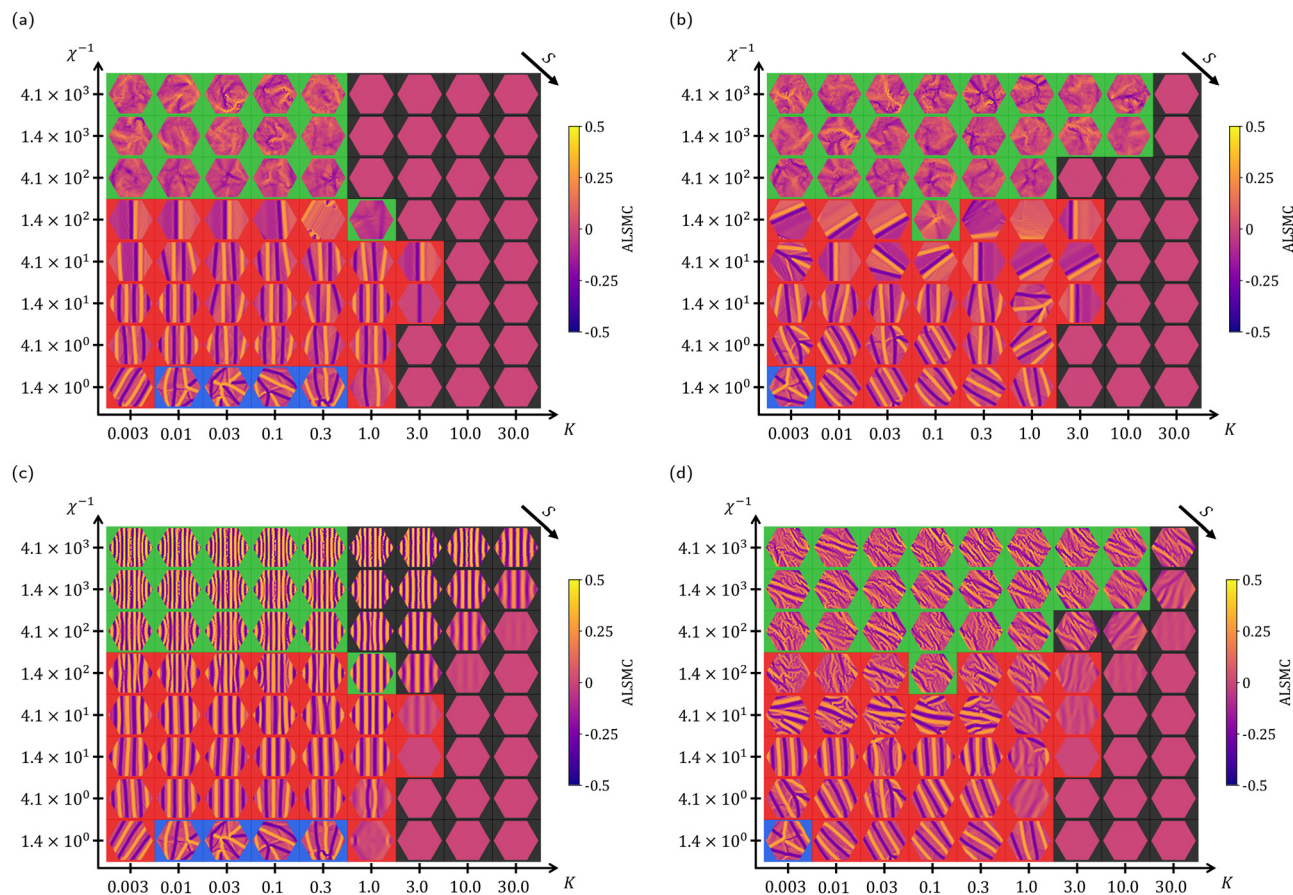 (a)
χ⁻¹
S
4.1 × 10³
1.4 × 10³
4.1 × 10²
1.4 × 10²
4.1 × 10¹
1.4 × 10¹
4.1 × 10⁰
1.4 × 10⁰
0.003 0.01 0.03 0.1 0.3 1.0 3.0 10.0 30.0
K
0.5
0.25
0
-0.25
-0.5
ALSMC
(b)
χ⁻¹
S
4.1 × 10³
1.4 × 10³
4.1 × 10²
1.4 × 10²
4.1 × 10¹
1.4 × 10¹
4.1 × 10⁰
1.4 × 10⁰
0.003 0.01 0.03 0.1 0.3 1.0 3.0 10.0 30.0
K
0.5
0.25
0
-0.25
-0.5
ALSMC
(c)
χ⁻¹
S
4.1 × 10³
1.4 × 10³
4.1 × 10²
1.4 × 10²
4.1 × 10¹
1.4 × 10¹
4.1 × 10⁰
1.4 × 10⁰
0.003 0.01 0.03 0.1 0.3 1.0 3.0 10.0 30.0
K
0.5
0.25
0
-0.25
-0.5
ALSMC
(d)
χ⁻¹
S
4.1 × 10³
1.4 × 10³
4.1 × 10²
1.4 × 10²
4.1 × 10¹
1.4 × 10¹
4.1 × 10⁰
1.4 × 10⁰
0.003 0.01 0.03 0.1 0.3 1.0 3.0 10.0 30.0
K
0.5
0.25
0
-0.25
-0.5
ALSMC